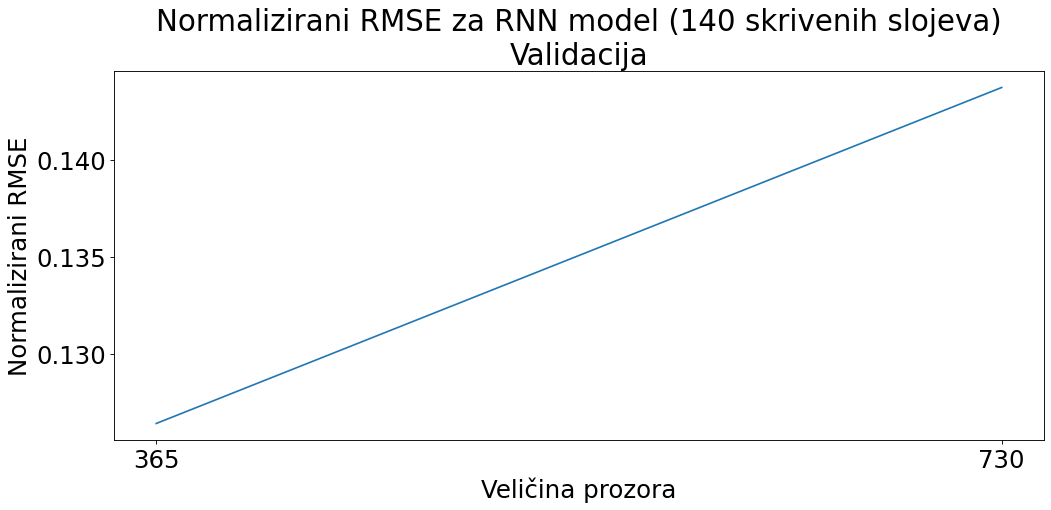 Normalizirani RMSE za RNN model (140 skrivenih slojeva)
Validacija
Normalizirani RMSE
0.140
0.135
0.130
365
730
Veličina prozora